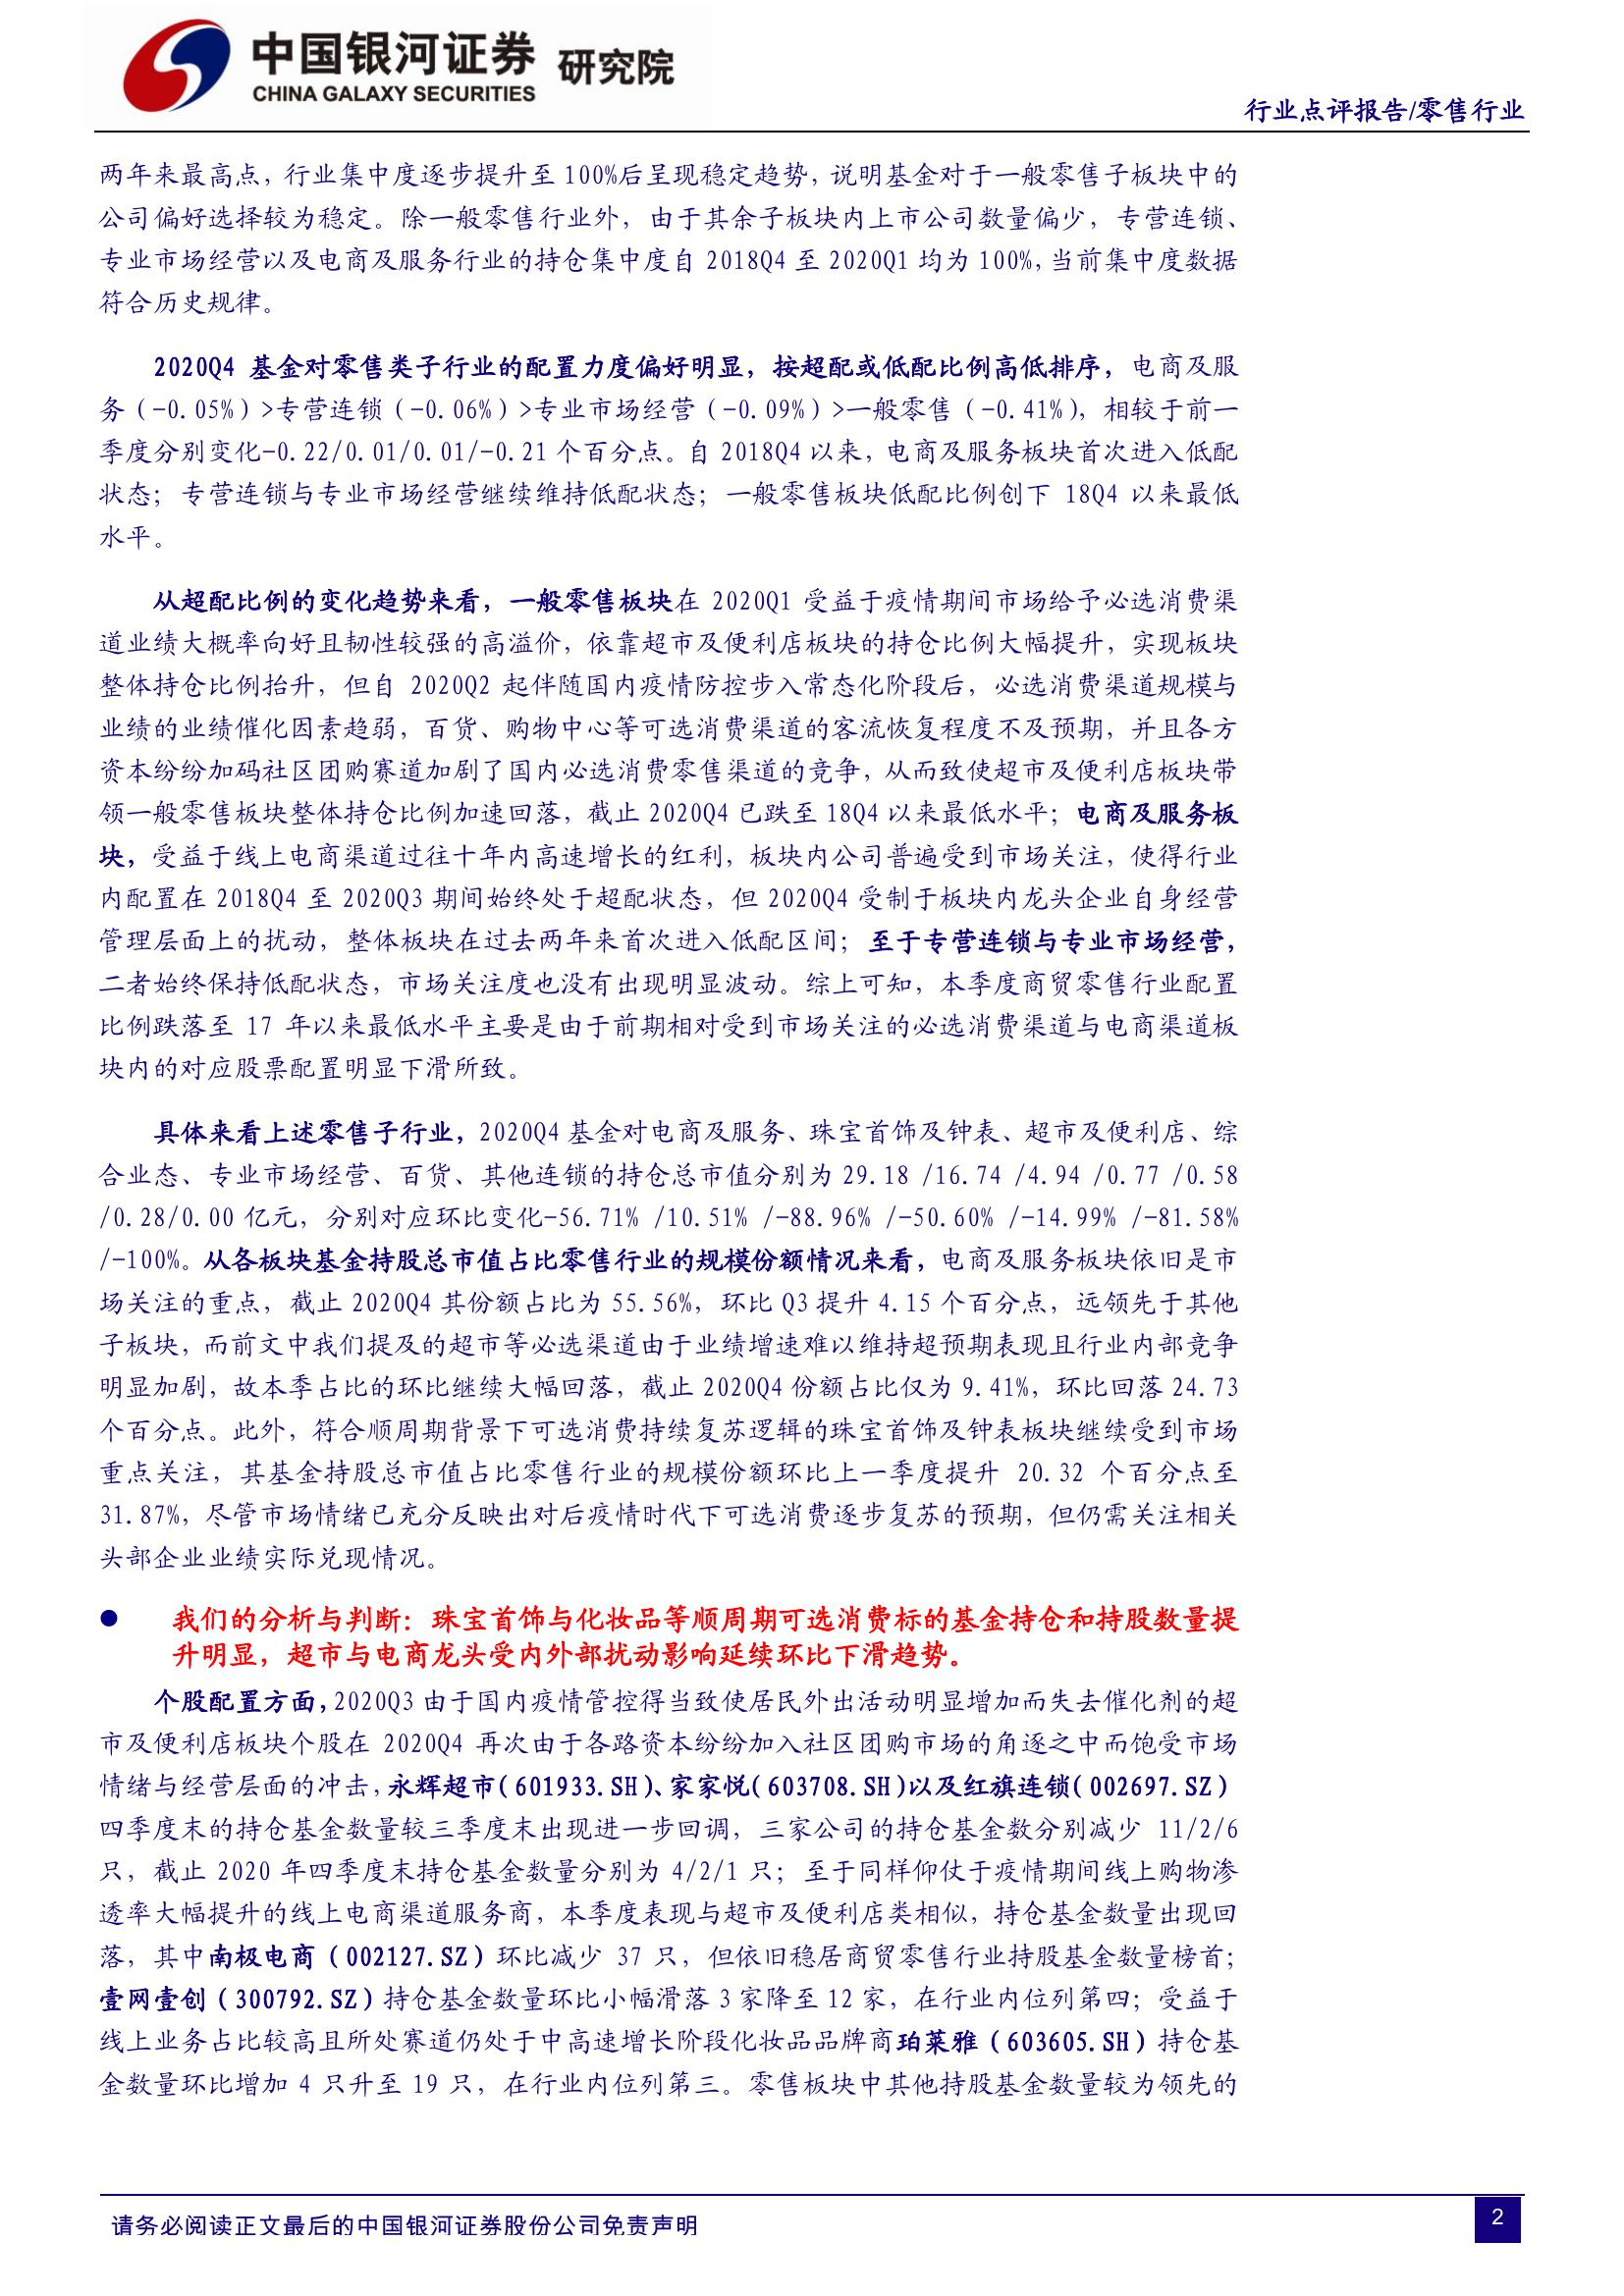 中国银河证券 研究院
CHINA GALAXY SECURITIES
行业点评报告/零售行业
两年来最高点，行业集中度逐步提升至 100%后呈现稳定趋势，说明基金对于一般零售子板块中的
公司偏好选择较为稳定。除一般零售行业外，由于其余子板块内上市公司数量偏少，专营连锁、
专业市场经营以及电商及服务行业的持仓集中度自 2018Q4 至 2020Q1 均为 100%，当前集中度数据
符合历史规律。
2020Q4 基金对零售类子行业的配置力度偏好明显，按超配或低配比例高低排序，电商及服
务（-0.05%）>专营连锁（-0.06%）>专业市场经营（-0.09%）>一般零售（-0.41%），相较于前一
季度分别变化-0.22/0.01/0.01/-0.21 个百分点。自 2018Q4 以来，电商及服务板块首次进入低配
状态；专营连锁与专业市场经营继续维持低配状态；一般零售板块低配比例创下 18Q4 以来最低
水平。
从超配比例的变化趋势来看，一般零售板块在 2020Q1 受益于疫情期间市场给予必选消费渠
道业绩大概率向好且韧性较强的高溢价，依靠超市及便利店板块的持仓比例大幅提升，实现板块
整体持仓比例抬升，但自 2020Q2 起伴随国内疫情防控步入常态化阶段后，必选消费渠道规模与
业绩的业绩催化因素趋弱，百货、购物中心等可选消费渠道的客流恢复程度不及预期，并且各方
资本纷纷加码社区团购赛道加剧了国内必选消费零售渠道的竞争，从而致使超市及便利店板块带
领一般零售板块整体持仓比例加速回落，截止 2020Q4 已跌至 18Q4 以来最低水平；电商及服务板
块，受益于线上电商渠道过往十年内高速增长的红利，板块内公司普遍受到市场关注，使得行业
内配置在 2018Q4 至 2020Q3 期间始终处于超配状态，但 2020Q4 受制于板块内龙头企业自身经营
管理层面上的扰动，整体板块在过去两年来首次进入低配区间；至于专营连锁与专业市场经营，
二者始终保持低配状态，市场关注度也没有出现明显波动。综上可知，本季度商贸零售行业配置
比例跌落至 17 年以来最低水平主要是由于前期相对受到市场关注的必选消费渠道与电商渠道板
块内的对应股票配置明显下滑所致。
具体来看上述零售子行业，2020Q4 基金对电商及服务、珠宝首饰及钟表、超市及便利店、综
合业态、专业市场经营、百货、其他连锁的持仓总市值分别为 29.18 /16.74 /4.94 /0.77 /0.58
/0.28/0.00 亿元，分别对应环比变化-56.71% /10.51% /-88.96% /-50.60% /-14.99% /-81.58%
/-100%。从各板块基金持股总市值占比零售行业的规模份额情况来看，电商及服务板块依旧是市
场关注的重点，截止 2020Q4 其份额占比为 55.56%，环比 Q3 提升 4.15 个百分点，远领先于其他
子板块，而前文中我们提及的超市等必选渠道由于业绩增速难以维持超预期表现且行业内部竞争
明显加剧，故本季占比的环比继续大幅回落，截止 2020Q4 份额占比仅为 9.41%，环比回落 24.73
个百分点。此外，符合顺周期背景下可选消费持续复苏逻辑的珠宝首饰及钟表板块继续受到市场
重点关注，其基金持股总市值占比零售行业的规模份额环比上一季度提升 20.32 个百分点至
31.87%，尽管市场情绪已充分反映出对后疫情时代下可选消费逐步复苏的预期，但仍需关注相关
头部企业业绩实际兑现情况。
● 我们的分析与判断：珠宝首饰与化妆品等顺周期可选消费标的基金持仓和持股数量提
升明显，超市与电商龙头受内外部扰动影响延续环比下滑趋势。
个股配置方面，2020Q3 由于国内疫情管控得当致使居民外出活动明显增加而失去催化剂的超
市及便利店板块个股在 2020Q4 再次由于各路资本纷纷加入社区团购市场的角逐之中而饱受市场
情绪与经营层面的冲击，永辉超市（601933.SH）、家家悦（603708.SH）以及红旗连锁（002697.SZ）
四季度末的持仓基金数量较三季度末出现进一步回调，三家公司的持仓基金数分别减少 11/2/6
只，截止 2020 年四季度末持仓基金数量分别为 4/2/1 只；至于同样仰仗于疫情期间线上购物渗
透率大幅提升的线上电商渠道服务商，本季度表现与超市及便利店类相似，持仓基金数量出现回
落，其中南极电商（002127.SZ）环比减少 37 只，但依旧稳居商贸零售行业持股基金数量榜首；
壹网壹创（300792.SZ）持仓基金数量环比小幅滑落 3 家降至 12 家，在行业内位列第四；受益于
线上业务占比较高且所处赛道仍处于中高速增长阶段化妆品品牌商珀莱雅（603605.SH）持仓基
金数量环比增加 4 只升至 19 只，在行业内位列第三。零售板块中其他持股基金数量较为领先的
请务必阅读正文最后的中国银河证券股份公司免责声明
2